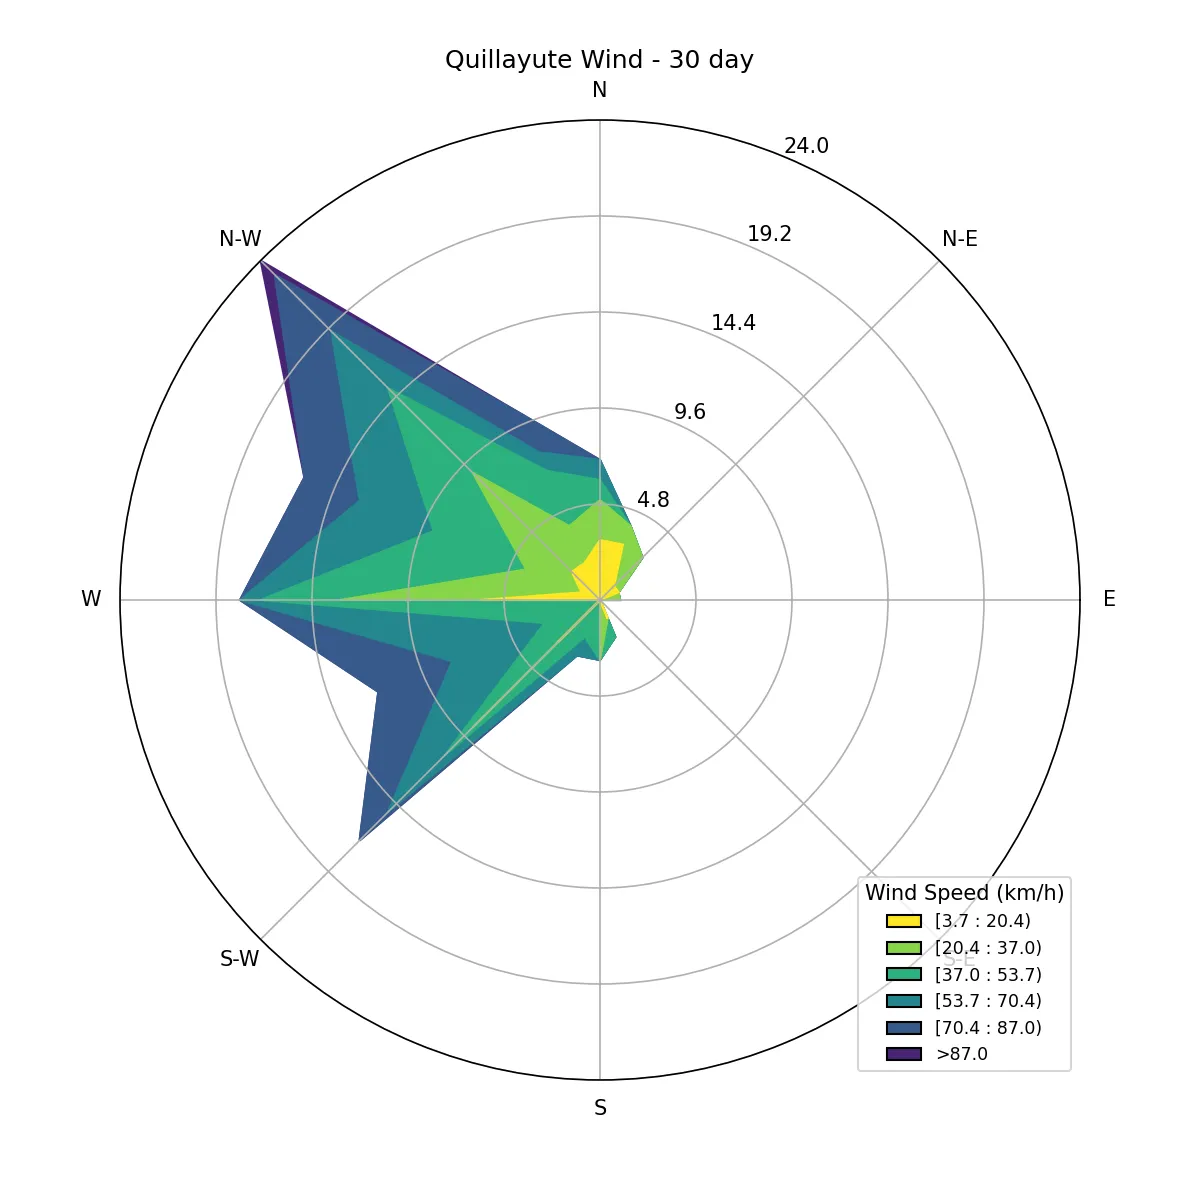 Quillayute Wind - 30 day
N
24.0
19.2
N-W
N-E
14.4
9.6
4.8
W
E
S-W
S-E
Wind Speed (km/h)
[3.7 : 20.4)
[20.4 : 37.0)
[37.0 : 53.7)
[53.7 : 70.4)
[70.4 : 87.0)
>87.0
S